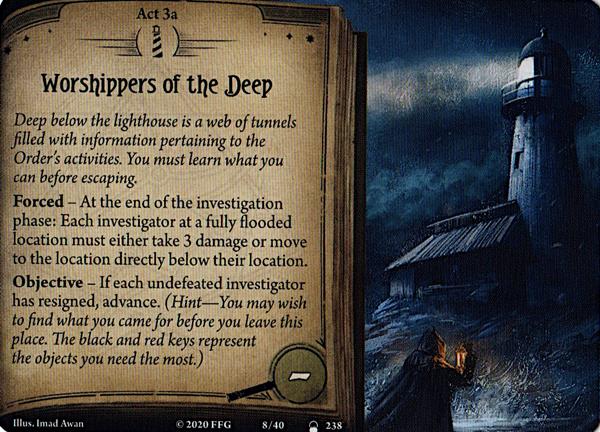 Act 3a
Worshippers of the Deep
Deep below the lighthouse is a web of tunnels
filled with information pertaining to the
Order's activities. You must learn what you
can before escaping.
Forced – At the end of the investigation
phase: Each investigator at a fully flooded
location must either take 3 damage or move
to the location directly below their location.
Objective – If each undefeated investigator
has resigned, advance. (Hint—You may wish
to find what you came for before you leave this
place. The black and red keys represent
the objects you need the most.)
–
Illus. Imad Awan © 2020 FFG 8/40 238